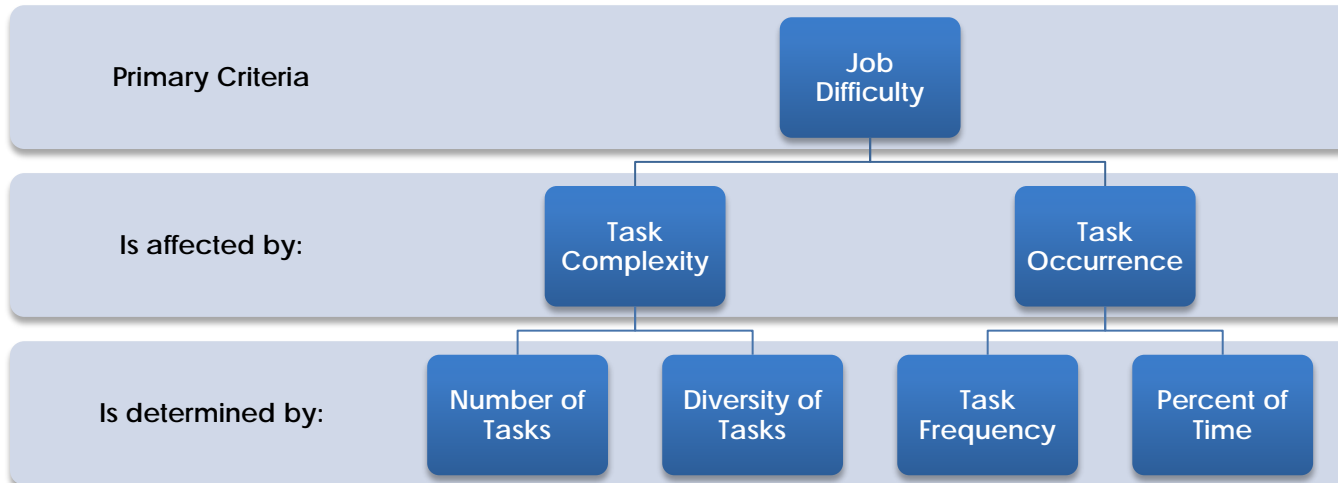 Primary Criteria
Job
Difficulty
Is affected by:
Task
Complexity
Task
Occurrence
Is determined by:
Number of
Tasks
Diversity of
Tasks
Task
Frequency
Percent of
Time